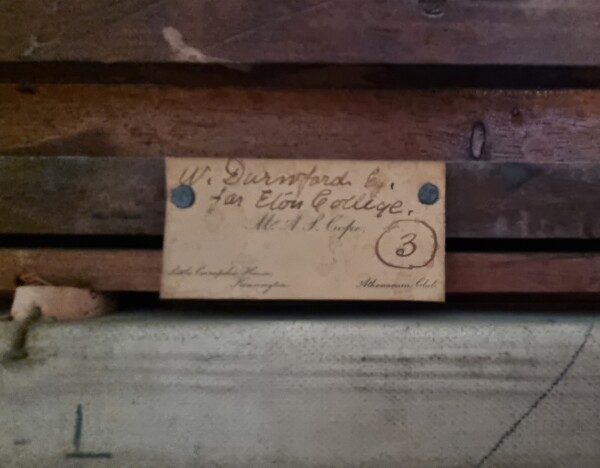 W. Durnford. Esq.
for Eton College.
Mr. A. S. Cope.
3
Little Campden House,
Kensington.
Athenaeum Club.
T